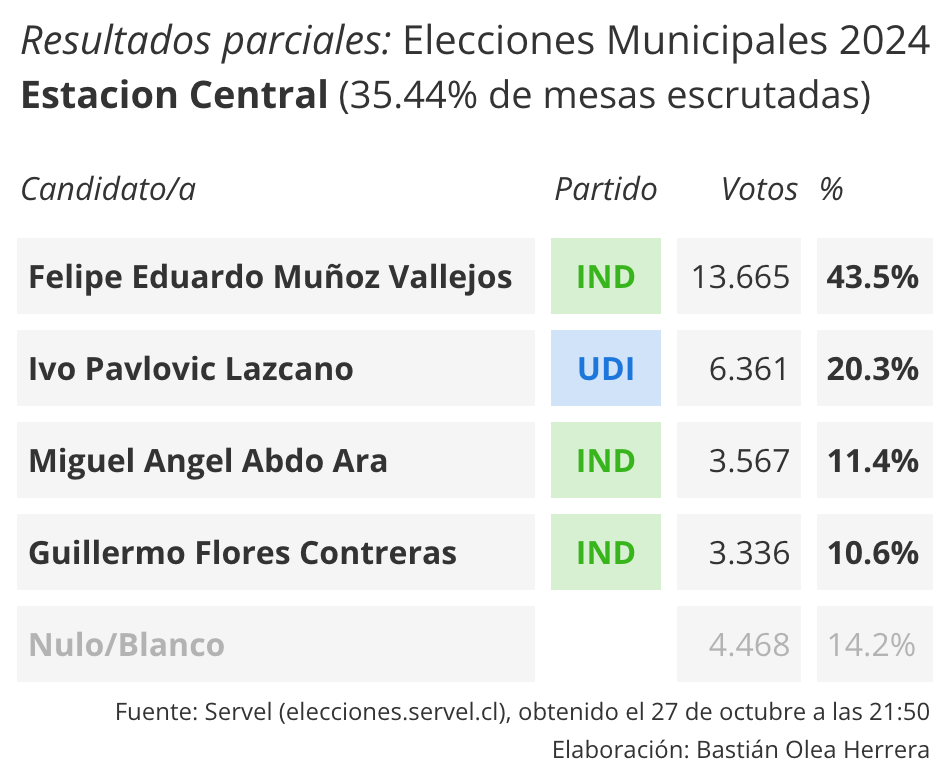 Resultados parciales: Elecciones Municipales 2024
Estacion Central (35.44% de mesas escrutadas)
Candidato/a Partido Votos %
Felipe Eduardo Muñoz Vallejos IND 13.665 43.5%
Ivo Pavlovic Lazcano UDI 6.361 20.3%
Miguel Angel Abdo Ara IND 3.567 11.4%
Guillermo Flores Contreras IND 3.336 10.6%
Nulo/Blanco 4.468 14.2%
Fuente: Servel (elecciones.servel.cl), obtenido el 27 de octubre a las 21:50
Elaboración: Bastián Olea Herrera